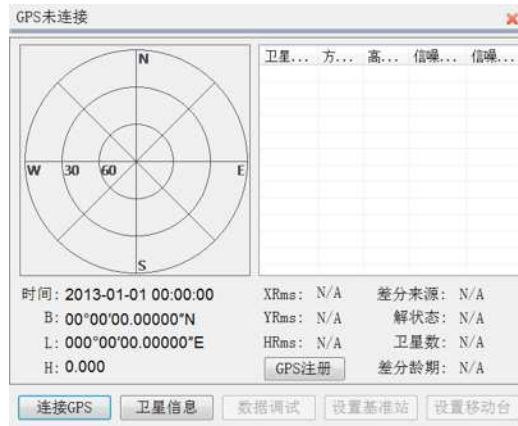 GPS未连接
N
W 30 60 E
S
卫星... 方... 高... 信噪... 信噪...
时间: 2013-01-01 00:00:00
B: 00°00'00.00000"N
L: 000°00'00.00000"E
H: 0.000
XRms: N/A 差分来源: N/A
YRms: N/A 解状态: N/A
HRms: N/A 卫星数: N/A
GPS注册 差分龄期: N/A
连接GPS 卫星信息 数据调试 设置基准站 设置移动台